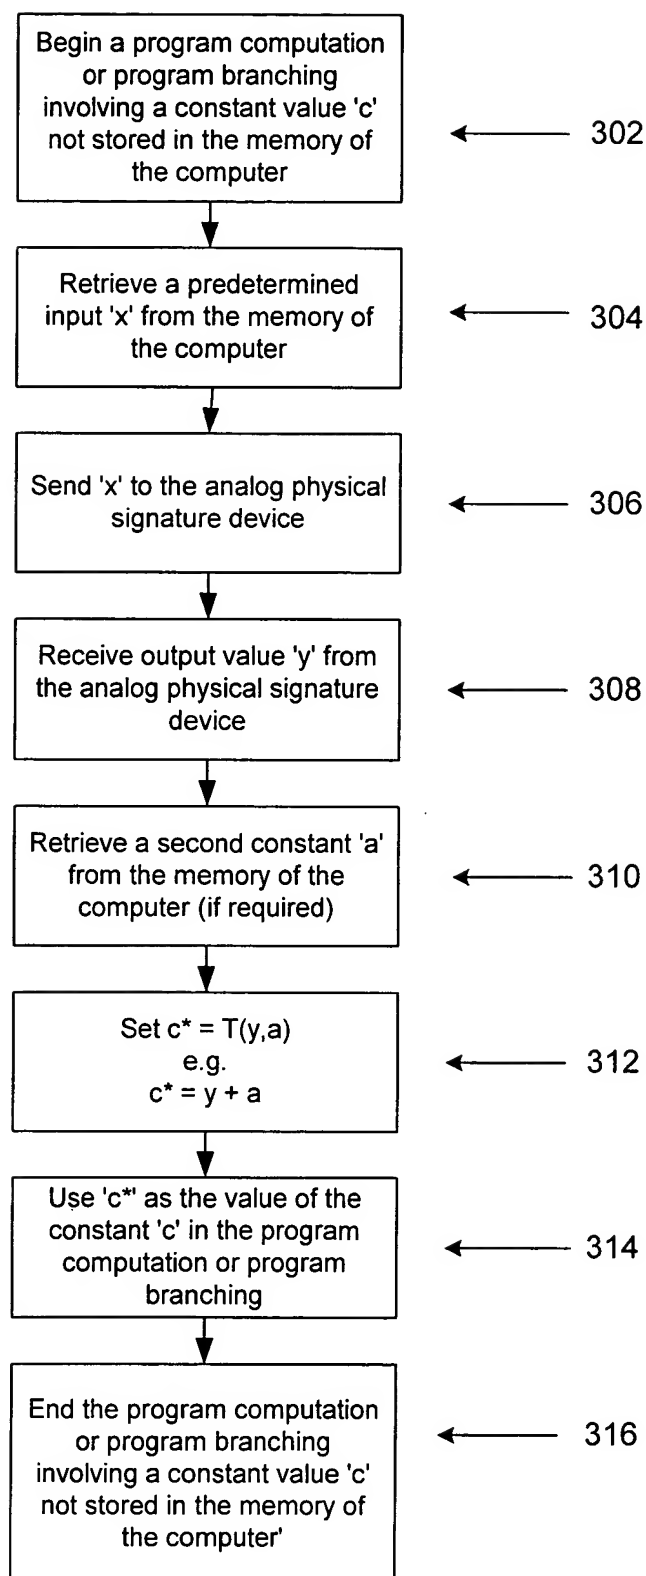 Begin a program computation
or program branching
involving a constant value 'c'
not stored in the memory of
the computer
302
Retrieve a predetermined
input 'x' from the memory of
the computer
304
Send 'x' to the analog physical
signature device
306
Receive output value 'y' from
the analog physical signature
device
308
Retrieve a second constant 'a'
from the memory of the
computer (if required)
310
Set c* = T(y,a)
e.g.
c* = y + a
312
Use 'c*' as the value of the
constant 'c' in the program
computation or program
branching
314
End the program computation
or program branching
involving a constant value 'c'
not stored in the memory of
the computer'
316